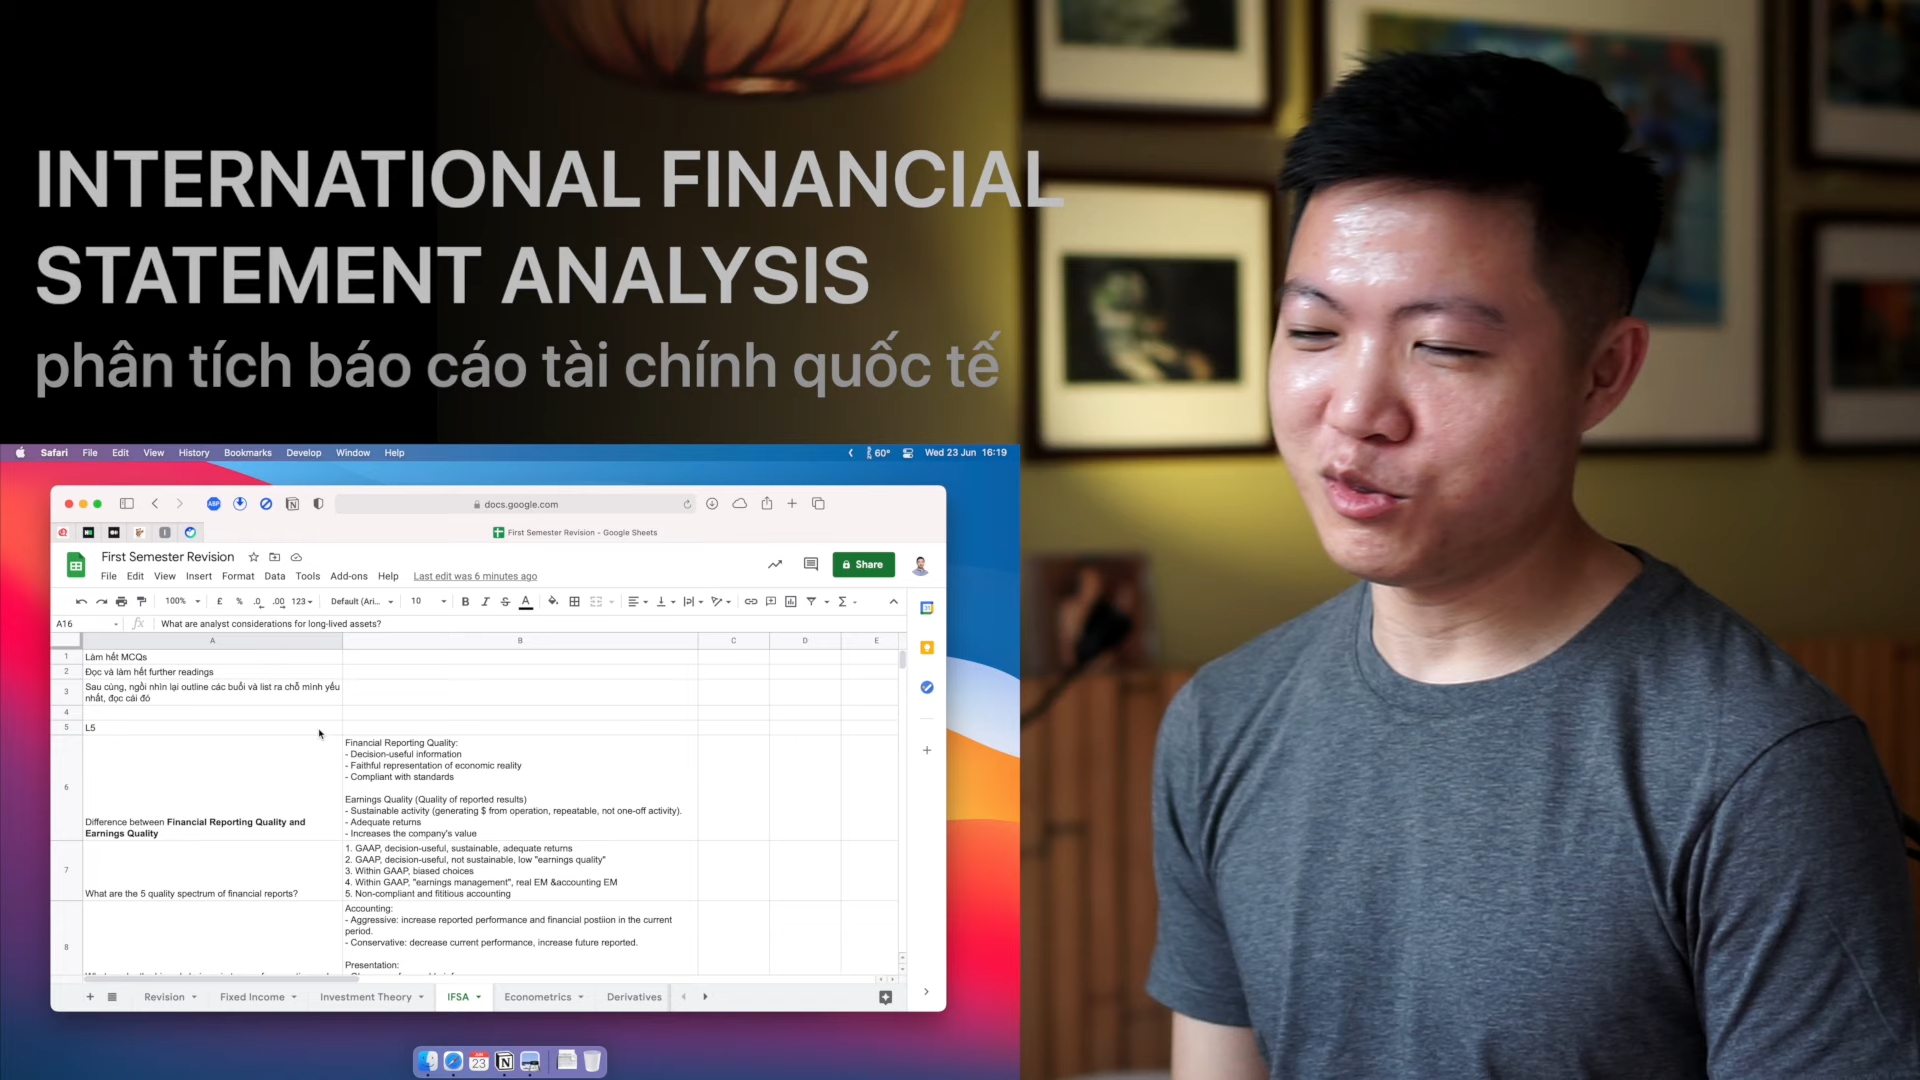 INTERNATIONAL FINANCIAL
STATEMENT ANALYSIS
phân tích báo cáo tài chính quốc tế
Safari File Edit View History Bookmarks Develop Window Help
60° Wed 23 Jun 16:19
docs.google.com
First Semester Revision - Google Sheets
First Semester Revision
File Edit View Insert Format Data Tools Add-ons Help Last edit was 6 minutes ago
Share
100% £ % .0 .00 123 Default (Ari... 10 B I S A
A16 fx What are analyst considerations for long-lived assets?
A B C D E
1 Làm hết MCQs
2 Đọc và làm hết further readings
3 Sau cùng, ngồi nhìn lại outline các buổi và list ra chỗ mình yếu
nhất, đọc cái đó
4
5 L5
6
Difference between Financial Reporting Quality and
Earnings Quality
Financial Reporting Quality:
- Decision-useful information
- Faithful representation of economic reality
- Compliant with standards
Earnings Quality (Quality of reported results)
- Sustainable activity (generating $ from operation, repeatable, not one-off activity).
- Adequate returns
- Increases the company's value
7
What are the 5 quality spectrum of financial reports?
1. GAAP, decision-useful, sustainable, adequate returns
2. GAAP, decision-useful, not sustainable, low "earnings quality"
3. Within GAAP, biased choices
4. Within GAAP, "earnings management", real EM &accounting EM
5. Non-compliant and fititious accounting
8
Accounting:
- Aggressive: increase reported performance and financial postiion in the current
period.
- Conservative: decrease current performance, increase future reported.
Presentation:
Revision Fixed Income Investment Theory IFSA Econometrics Derivatives